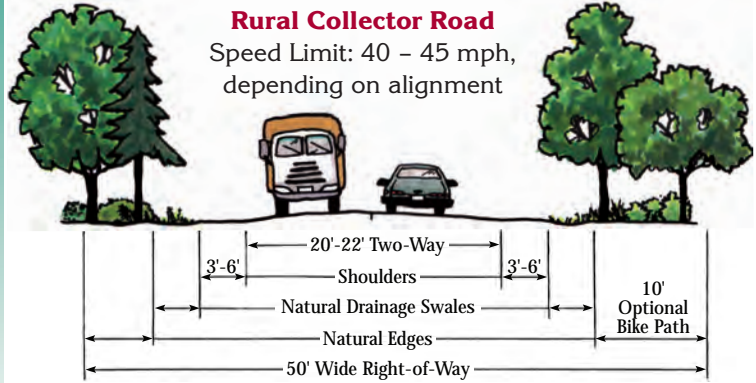 Rural Collector Road
Speed Limit: 40 – 45 mph,
depending on alignment
20'-22' Two-Way
3'-6' Shoulders 3'-6'
Natural Drainage Swales
10'
Optional
Bike Path
Natural Edges
50' Wide Right-of-Way